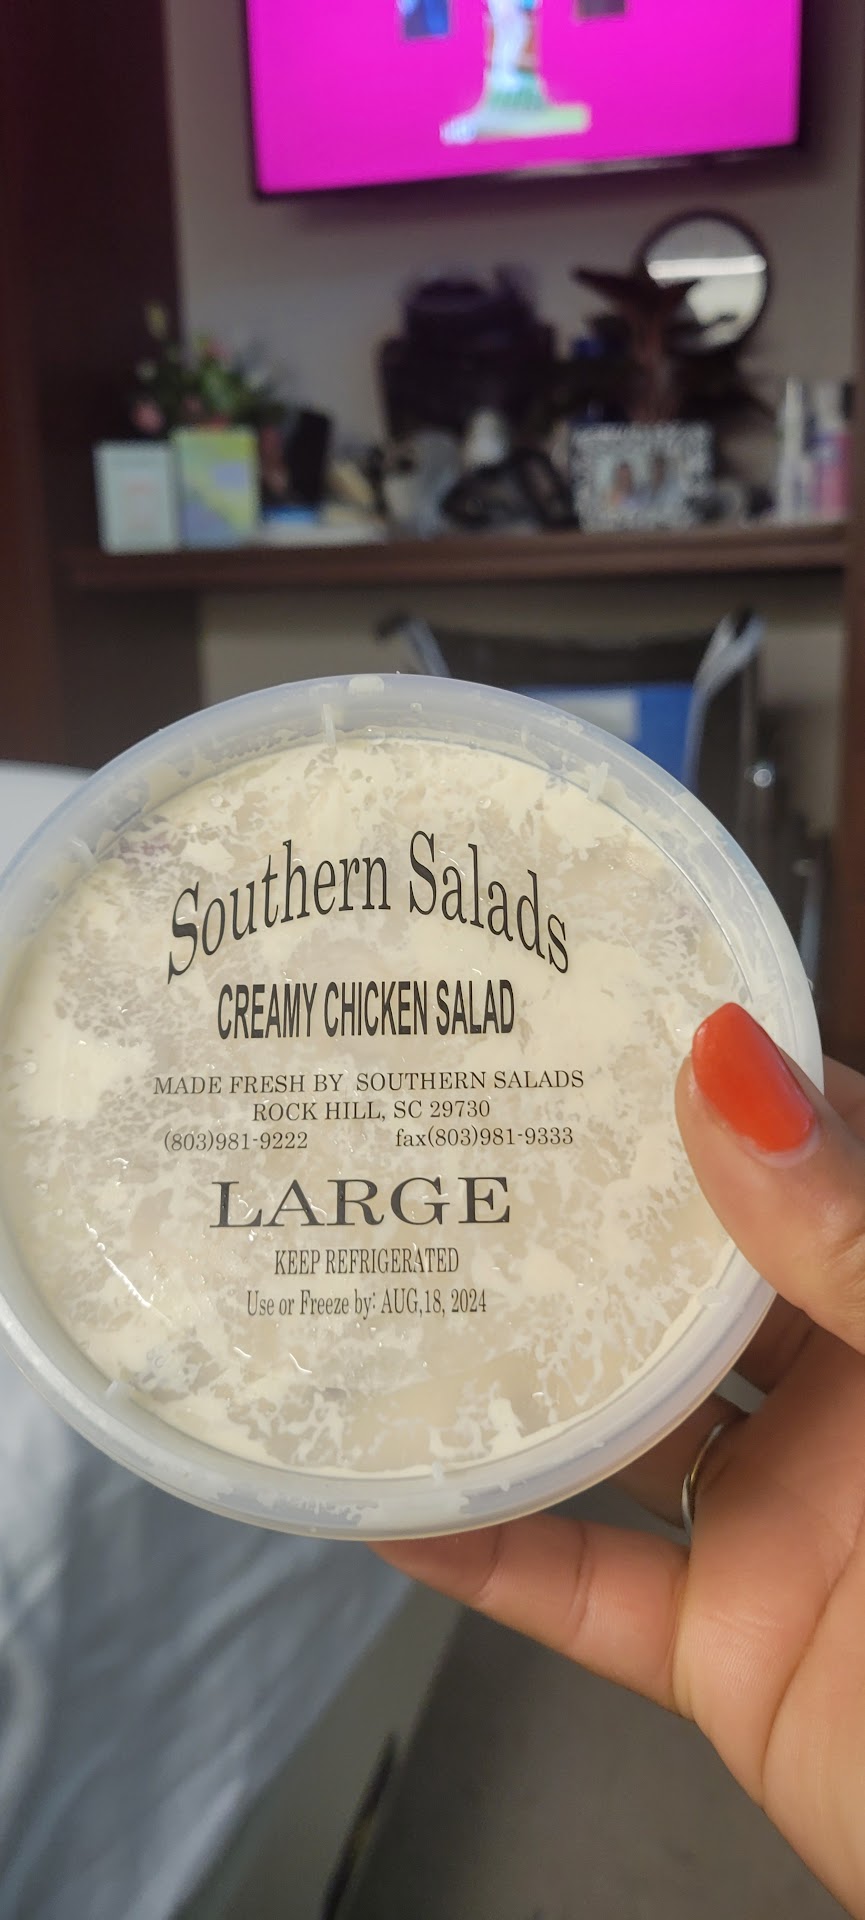 Southern Salads
CREAMY CHICKEN SALAD
MADE FRESH BY SOUTHERN SALADS
ROCK HILL, SC 29730
(803)981-9222 fax(803)981-9333
LARGE
KEEP REFRIGERATED
Use or Freeze by: AUG,18, 2024